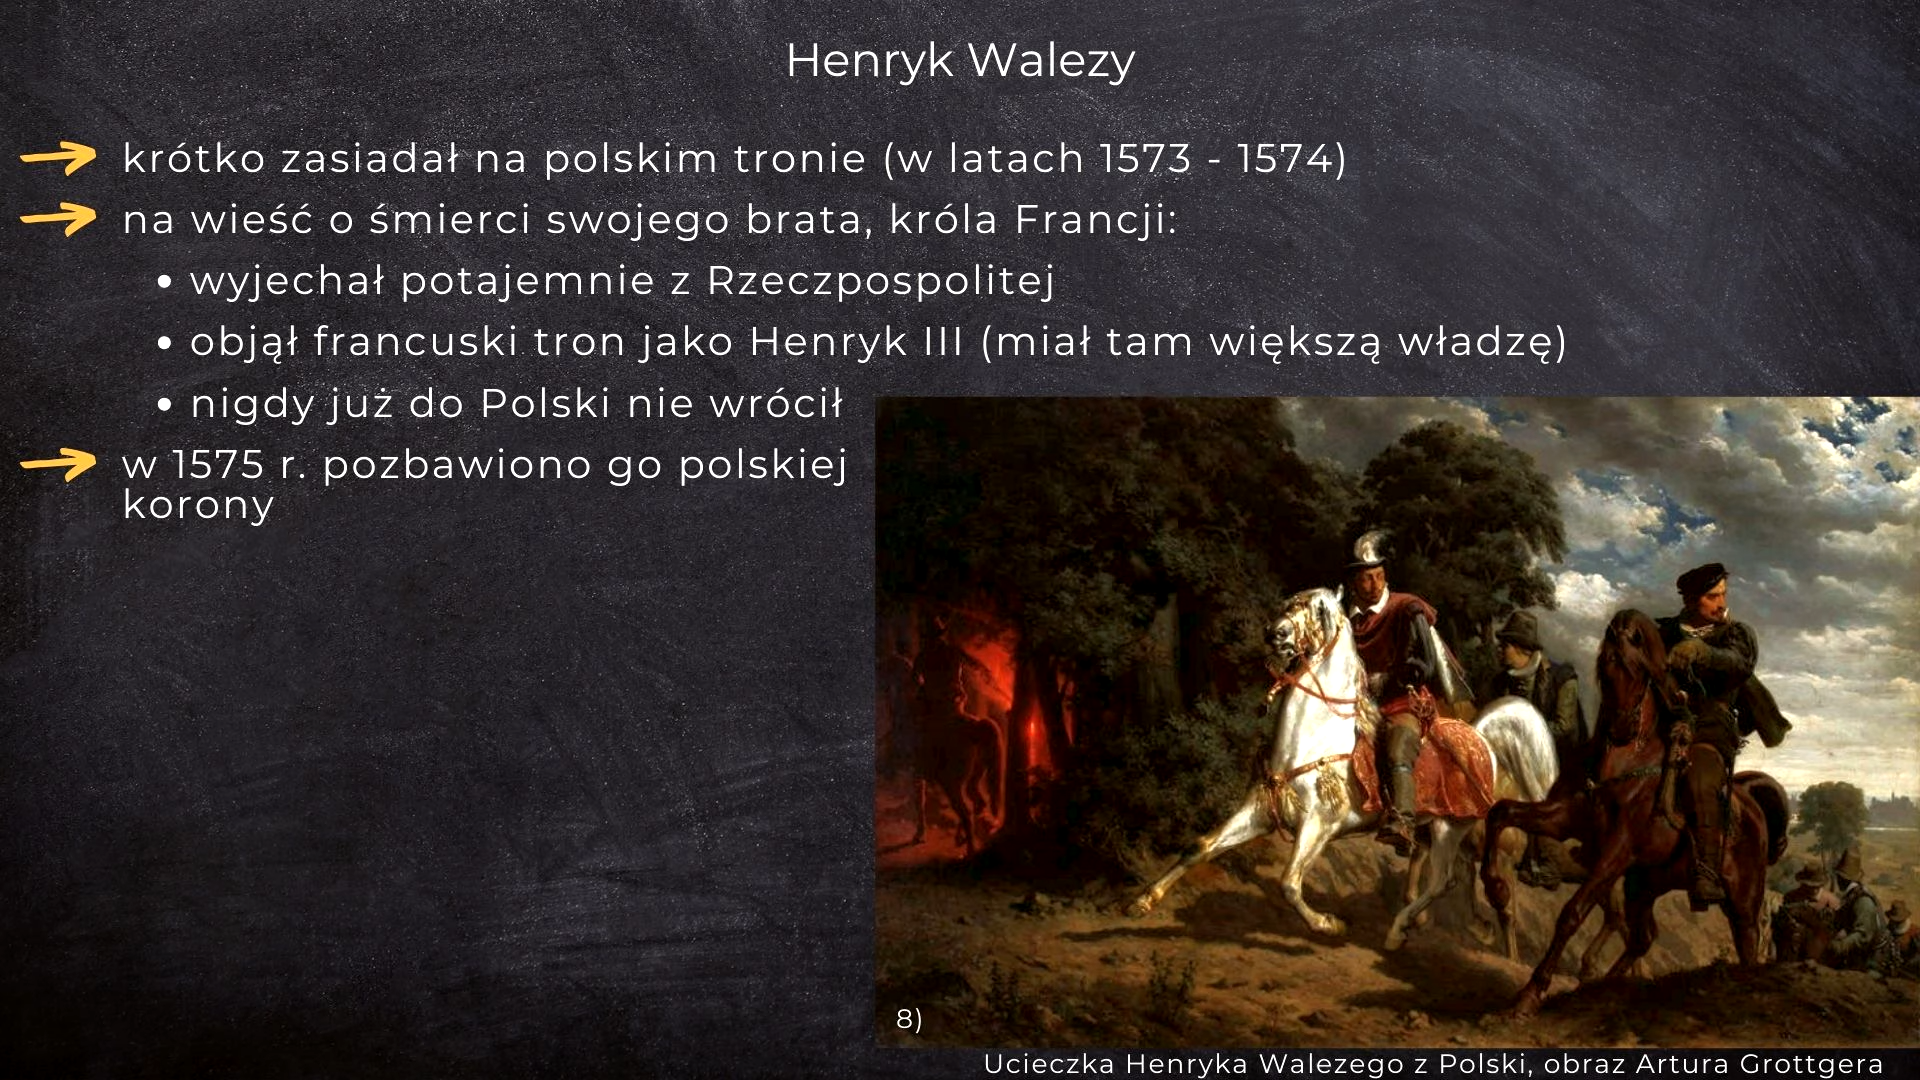 Henryk Walezy
krótko zasiadał na polskim tronie (w latach 1573 - 1574)
na wieść o śmierci swojego brata, króla Francji:
• wyjechał potajemnie z Rzeczpospolitej
• objął francuski tron jako Henryk III (miał tam większą władzę)
• nigdy już do Polski nie wrócił
w 1575 r. pozbawiono go polskiej
korony
8)
Ucieczka Henryka Walezego z Polski, obraz Artura Grottgera